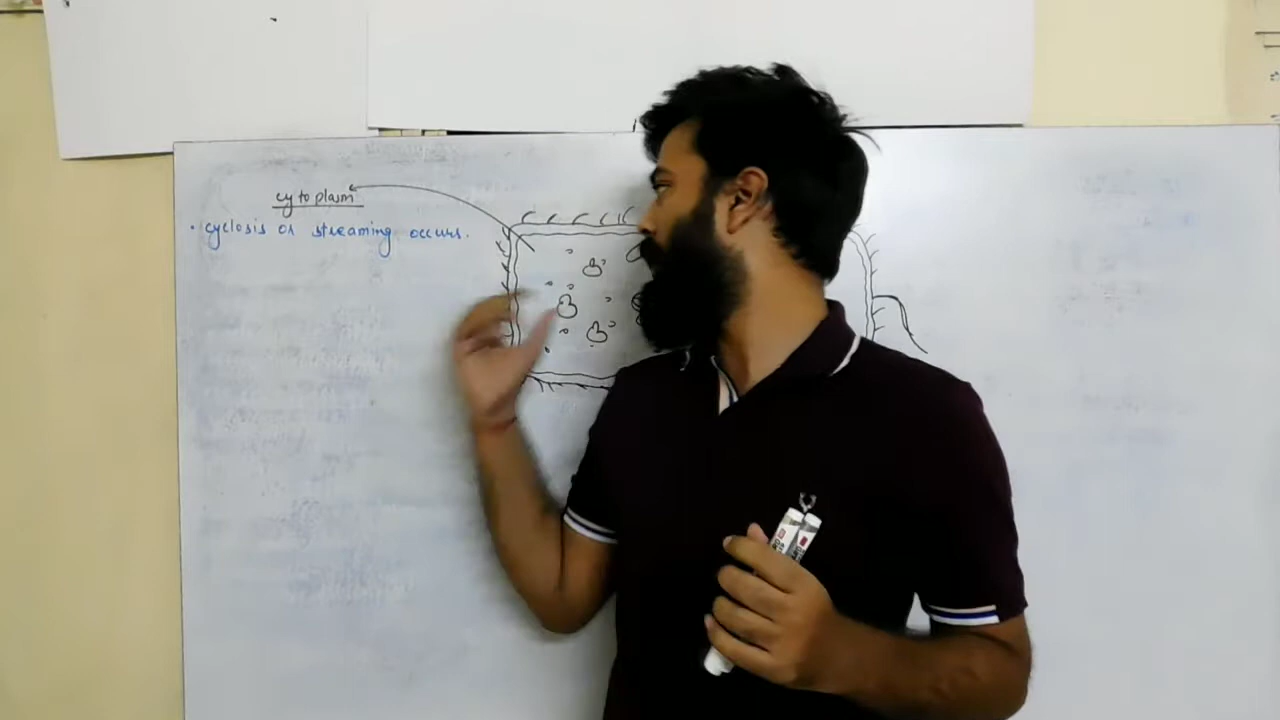 cytoplasm
• cyclosis or streaming occurs.